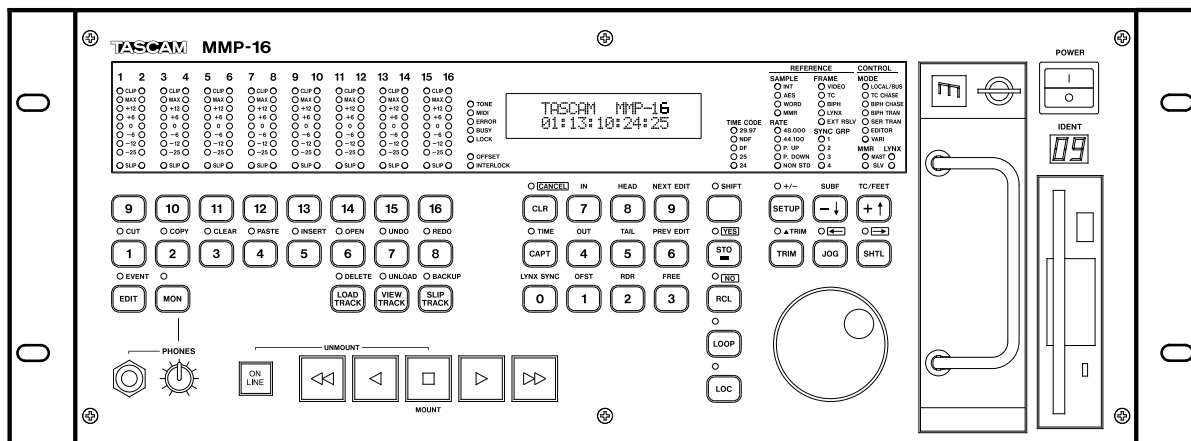 TASCAM MMP-16
POWER
1 2 3 4 5 6 7 8 9 10 11 12 13 14 15 16
CLIP CLIP CLIP CLIP CLIP CLIP CLIP CLIP
MAX MAX MAX MAX MAX MAX MAX MAX
+12 +12 +12 +12 +12 +12 +12 +12
+6 +6 +6 +6 +6 +6 +6 +6
0 0 0 0 0 0 0 0
-6 -6 -6 -6 -6 -6 -6 -6
-12 -12 -12 -12 -12 -12 -12 -12
-25 -25 -25 -25 -25 -25 -25 -25
SLIP SLIP SLIP SLIP SLIP SLIP SLIP SLIP
TONE
MIDI
ERROR
BUSY
LOCK
OFFSET
INTERLOCK
TASCAM MMP-16
01:13:10:24:25
TIME CODE
29.97
NDF
DF
25
24
REFERENCE
SAMPLE
INT
AES
WORD
MMR
RATE
48.000
44.100
P. UP
P. DOWN
NON STD
FRAME
VIDEO
TC
BIPH
LYNX
EXT RSLV
SYNC GRP
1
2
3
4
CONTROL
MODE
LOCAL/BUS
TC CHASE
BIPH CHASE
BIPH TRAN
SER TRAN
EDITOR
VARI
MMR LYNX
MAST
SLV
IDENT
09
9 10 11 12 13 14 15 16
CUT COPY CLEAR PASTE INSERT OPEN UNDO REDO
1 2 3 4 5 6 7 8
EVENT
DELETE UNLOAD BACKUP
EDIT MON
LOAD TRACK
VIEW TRACK
SLIP TRACK
CANCEL IN HEAD NEXT EDIT SHIFT
CLR 7 8 9
TIME OUT TAIL PREV EDIT YES
CAPT 4 5 6 STO
LYNX SYNC OFST RDR FREE NO
0 1 2 3 RCL
LOOP
LOC
+/– SUBF TC/FEET
SETUP –↓ +↑
▲TRIM ← →
TRIM JOG SHTL
PHONES
UNMOUNT
ON LINE
MOUNT